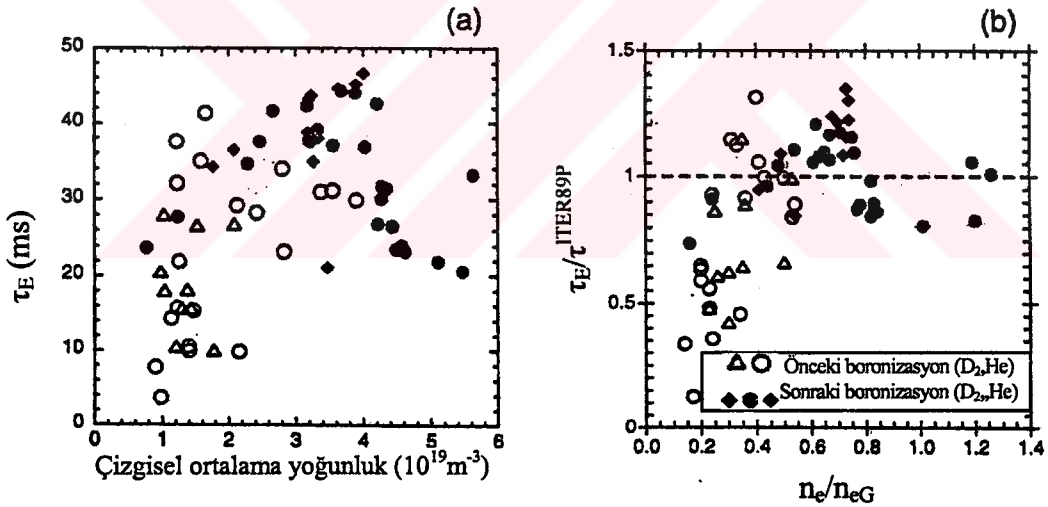 (a)
(b)
50
40
30
20
10
0
τE (ms)
0 1 2 3 4 5 6
Çizgisel ortalama yoğunluk (10¹⁹m⁻³)
1.5
1
0.5
0
τE/τITER89P
Önceki boronizasyon (D₂,He)
Sonraki boronizasyon (D₂,,He)
0.0 0.2 0.4 0.6 0.8 1.0 1.2 1.4
ne/neG